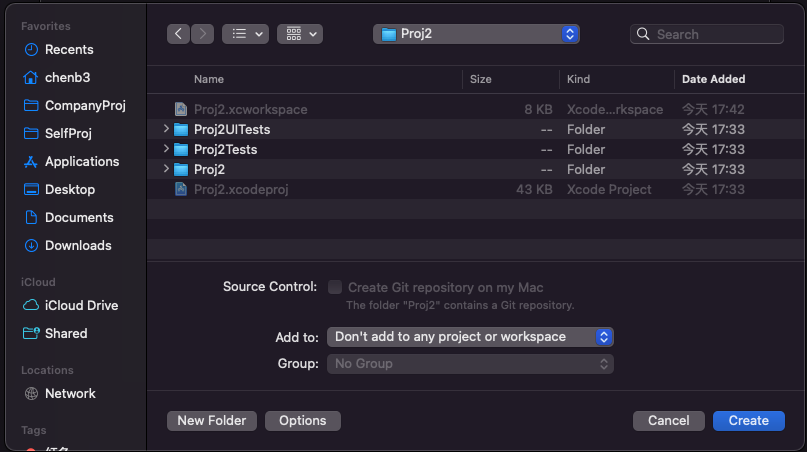 Favorites
Recents
chenb3
CompanyProj
SelfProj
Applications
Desktop
Documents
Downloads
iCloud
iCloud Drive
Shared
Locations
Network
Tags
Proj2
Search
Name Size Kind Date Added
Proj2.xcworkspace 8 KB Xcode...rkspace 今天 17:42
Proj2UITests -- Folder 今天 17:33
Proj2Tests -- Folder 今天 17:33
Proj2 -- Folder 今天 17:33
Proj2.xcodeproj 43 KB Xcode Project 今天 17:33
Source Control: Create Git repository on my Mac
The folder "Proj2" contains a Git repository.
Add to: Don't add to any project or workspace
Group: No Group
New Folder Options Cancel Create